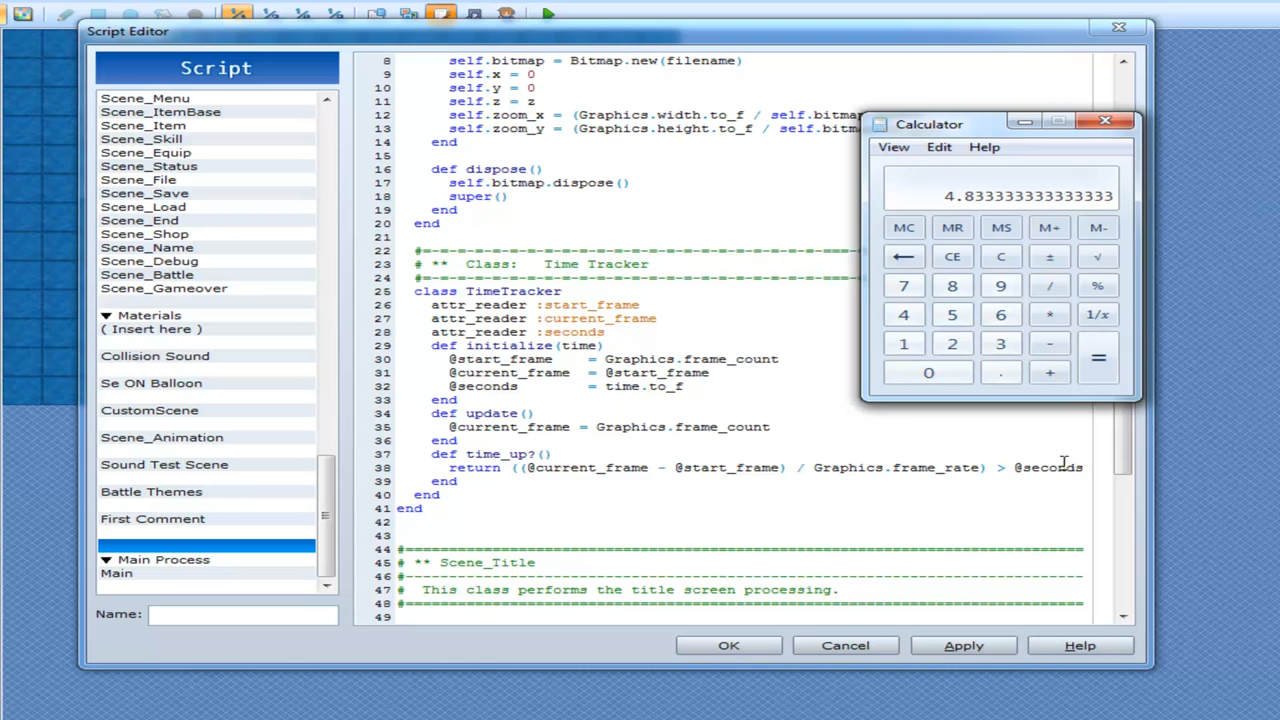 Script Editor
Script
Scene_Menu
Scene_ItemBase
Scene_Item
Scene_Skill
Scene_Equip
Scene_Status
Scene_File
Scene_Save
Scene_Load
Scene_End
Scene_Shop
Scene_Name
Scene_Debug
Scene_Battle
Scene_Gameover
▼ Materials
( Insert here )
Collision Sound
Se ON Balloon
CustomScene
Scene_Animation
Sound Test Scene
Battle Themes
First Comment
▼ Main Process
Main
Name:
8 self.bitmap = Bitmap.new(filename)
9 self.x = 0
10 self.y = 0
11 self.z = z
12 self.zoom_x = (Graphics.width.to_f / self.bitmap
13 self.zoom_y = (Graphics.height.to_f / self.bitm
14 end
15
16 def dispose()
17 self.bitmap.dispose()
18 super()
19 end
20 end
21
22 #=-=-=-=-=-=-=-=-=-=-=-=-=-=-=-=-=-=-=-=-=-=-=-=-=-=
23 # ** Class: Time Tracker
24 #=-=-=-=-=-=-=-=-=-=-=-=-=-=-=-=-=-=-=-=-=-=-=-=-=-=
25 class TimeTracker
26 attr_reader :start_frame
27 attr_reader :current_frame
28 attr_reader :seconds
29 def initialize(time)
30 @start_frame = Graphics.frame_count
31 @current_frame = @start_frame
32 @seconds = time.to_f
33 end
34 def update()
35 @current_frame = Graphics.frame_count
36 end
37 def time_up?()
38 return ((@current_frame - @start_frame) / Graphics.frame_rate) > @seconds
39 end
40 end
41 end
42
43
44 #==============================================================================
45 # ** Scene_Title
46 #------------------------------------------------------------------------------
47 # This class performs the title screen processing.
48 #==============================================================================
49
OK Cancel Apply Help
Calculator
View Edit Help
4.833333333333333
MC MR MS M+ M-
← CE C ± √
7 8 9 / %
4 5 6 * 1/x
1 2 3 - =
0 . +